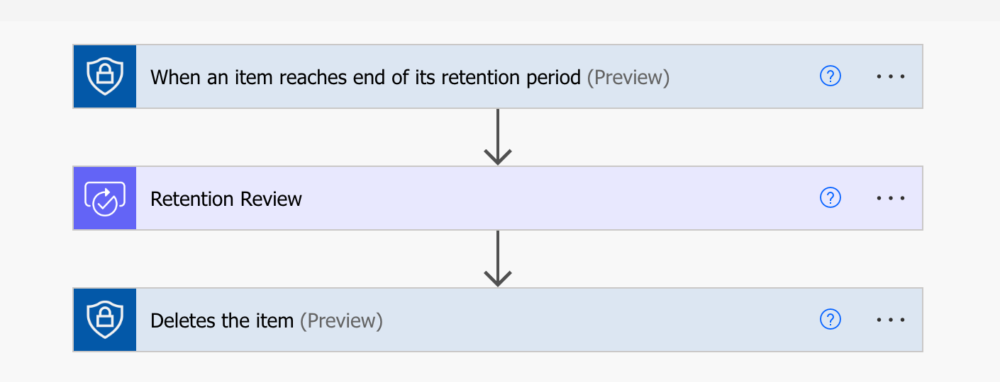 When an item reaches end of its retention period (Preview)
Retention Review
Deletes the item (Preview)